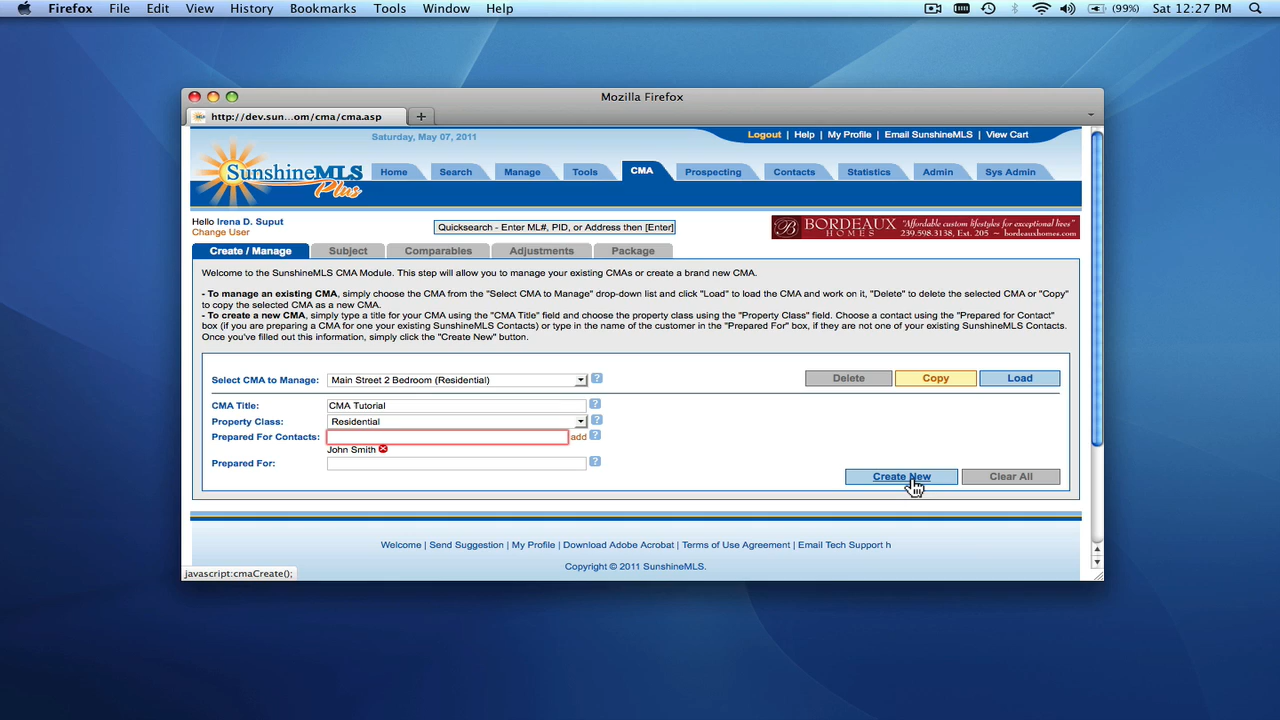 Firefox File Edit View History Bookmarks Tools Window Help (99%) Sat 12:27 PM
Mozilla Firefox
http://dev.sun...om/cma/cma.asp +
Saturday, May 07, 2011 Logout | Help | My Profile | Email SunshineMLS | View Cart
SunshineMLS Plus
Home Search Manage Tools CMA Prospecting Contacts Statistics Admin Sys Admin
Hello Irena D. Suput
Change User
Quicksearch - Enter ML#, PID, or Address then [Enter]
BORDEAUX HOMES "Affordable custom lifestyles for exceptional lives"
239.598.3138, Ext. 205 ~ bordeauxhomes.com
Create / Manage Subject Comparables Adjustments Package
Welcome to the SunshineMLS CMA Module. This step will allow you to manage your existing CMAs or create a brand new CMA.
- To manage an existing CMA, simply choose the CMA from the "Select CMA to Manage" drop-down list and click "Load" to load the CMA and work on it, "Delete" to delete the selected CMA or "Copy"
to copy the selected CMA as a new CMA.
- To create a new CMA, simply type a title for your CMA using the "CMA Title" field and choose the property class using the "Property Class" field. Choose a contact using the "Prepared for Contact"
box (if you are preparing a CMA for one your existing SunshineMLS Contacts) or type in the name of the customer in the "Prepared For" box, if they are not one of your existing SunshineMLS Contacts.
Once you've filled out this information, simply click the "Create New" button.
Select CMA to Manage: Main Street 2 Bedroom (Residential) ? Delete Copy Load
CMA Title: CMA Tutorial ?
Property Class: Residential ?
Prepared For Contacts: add ?
John Smith
Prepared For: ?
Create New Clear All
Welcome | Send Suggestion | My Profile | Download Adobe Acrobat | Terms of Use Agreement | Email Tech Support h
Copyright © 2011 SunshineMLS.
javascript:cmaCreate();